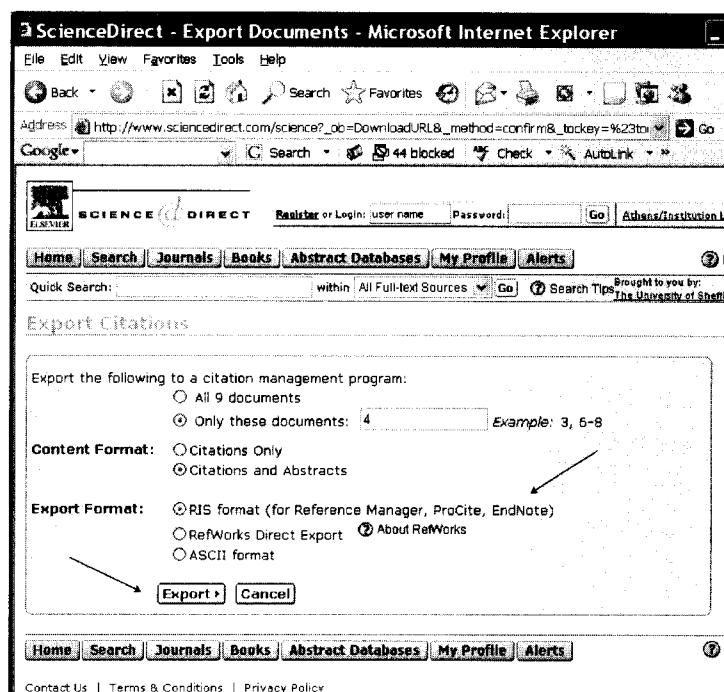 ScienceDirect - Export Documents - Microsoft Internet Explorer
File Edit View Favorites Tools Help
Back Search Favorites
Address http://www.sciencedirect.com/science?_ob=DownloadURL&_method=confirm&_tockey=%23to Go
Google Search 44 blocked Check AutoLink
ELSEVIER SCIENCE DIRECT Register or Login: user name Password: Go Athens/Institution L
Home Search Journals Books Abstract Databases My Profile Alerts
Quick Search: within All Full-text Sources Go Search Tips Brought to you by:
The University of Sheffi
Export Citations
Export the following to a citation management program:
All 9 documents
Only these documents: 4 Example: 3, 6-8
Content Format: Citations Only
Citations and Abstracts
Export Format: RIS format (for Reference Manager, ProCite, EndNote)
RefWorks Direct Export About RefWorks
ASCII format
Export Cancel
Home Search Journals Books Abstract Databases My Profile Alerts
Contact Us | Terms & Conditions | Privacy Policy